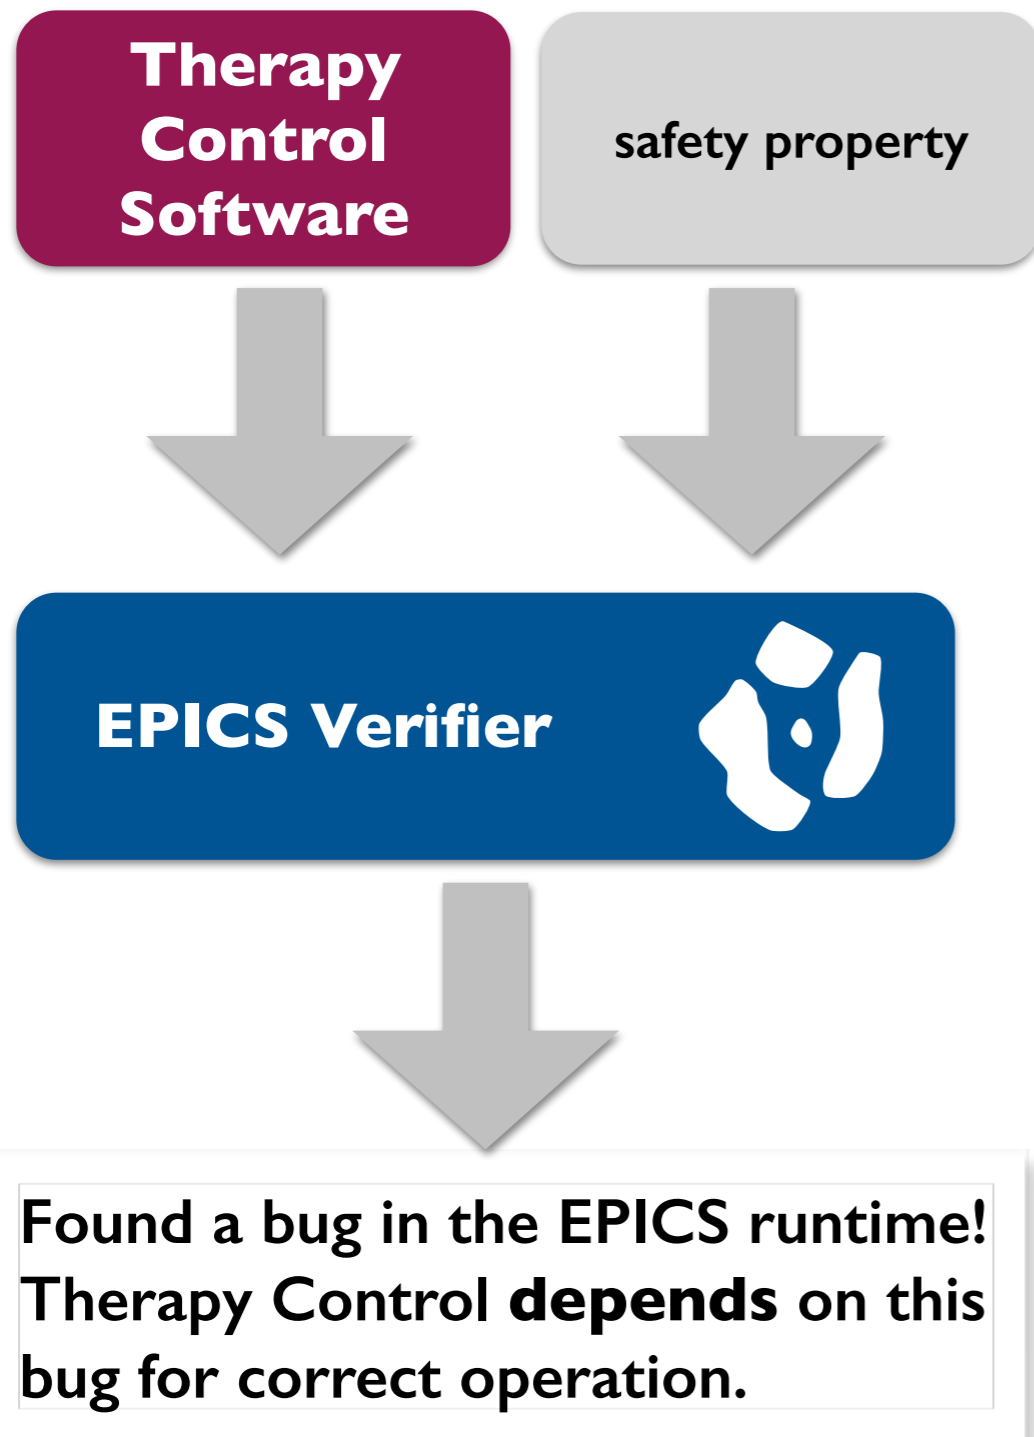 Therapy
Control
Software
safety property
EPICS Verifier
Found a bug in the EPICS runtime!
Therapy Control depends on this
bug for correct operation.